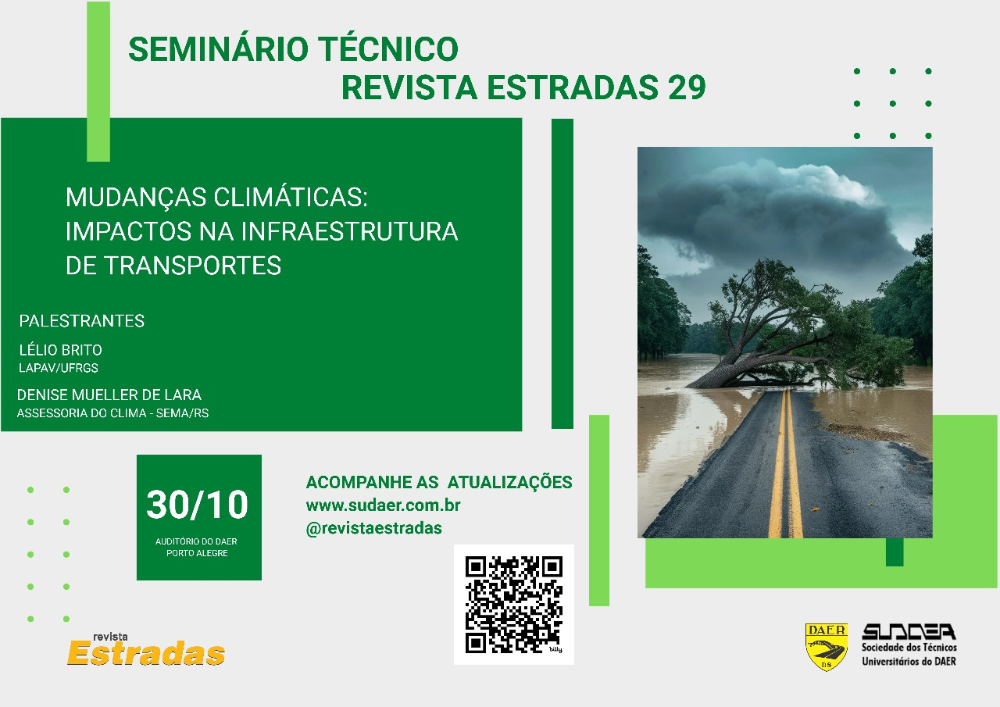 SEMINÁRIO TÉCNICO
REVISTA ESTRADAS 29
MUDANÇAS CLIMÁTICAS:
IMPACTOS NA INFRAESTRUTURA
DE TRANSPORTES
PALESTRANTES
LÉLIO BRITO
LAPAV/UFRGS
DENISE MUELLER DE LARA
ASSESSORIA DO CLIMA - SEMA/RS
30/10
AUDITÓRIO DO DAER
PORTO ALEGRE
ACOMPANHE AS ATUALIZAÇÕES
www.sudaer.com.br
@revistaestradas
billy
revista
Estradas
DAER
RS
SUDAER
Sociedade dos Técnicos
Universitários do DAER